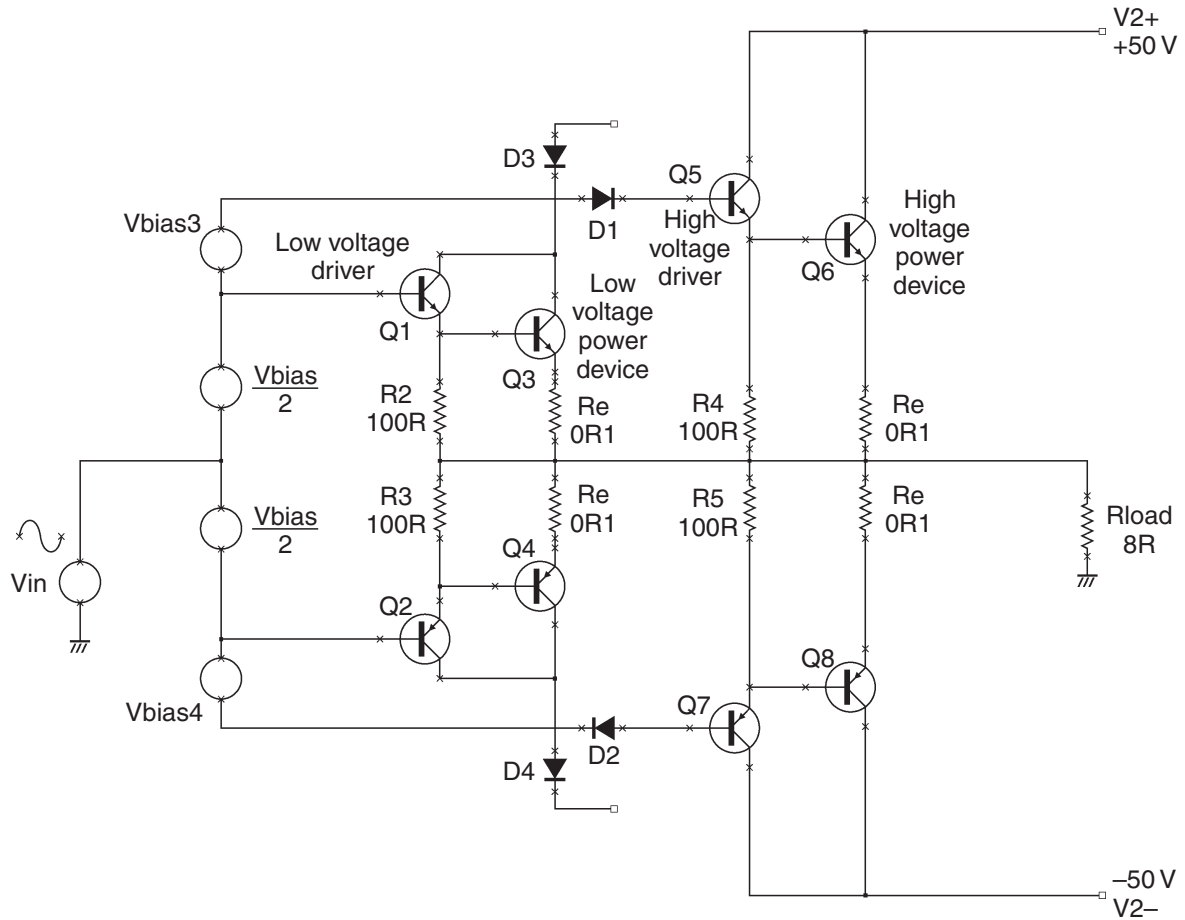 V2+
+50 V
D3
Q5
Vbias3
D1
Low voltage
driver
High
voltage
driver
High
voltage
power
device
Q6
Q1
Low
voltage
power
device
Q3
Vbias
2
R2
100R
Re
0R1
R4
100R
Re
0R1
R3
100R
Re
0R1
R5
100R
Re
0R1
Rload
8R
Vbias
2
Vin
Q4
Q2
Q8
Vbias4
Q7
D2
D4
–50 V
V2–